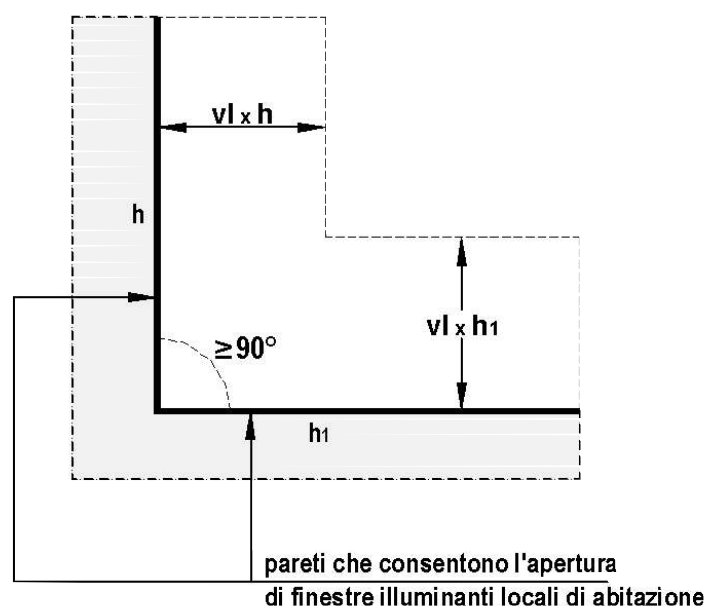 vl x h
h
vl x h1
≥90°
h1
pareti che consentono l'apertura
di finestre illuminanti locali di abitazione